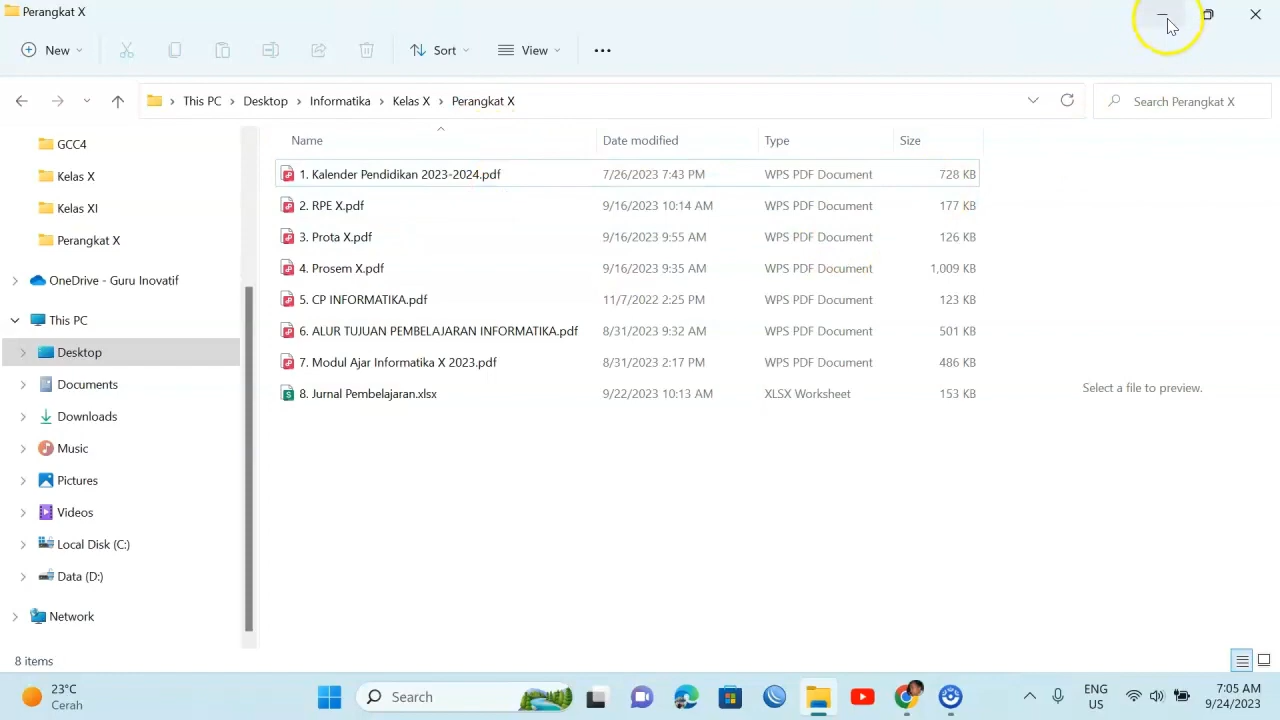 Perangkat X
New
Sort
View
This PC
Desktop
Informatika
Kelas X
Perangkat X
Search Perangkat X
GCC4
Kelas X
Kelas XI
Perangkat X
OneDrive - Guru Inovatif
This PC
Desktop
Documents
Downloads
Music
Pictures
Videos
Local Disk (C:)
Data (D:)
Network
Name Date modified Type Size
1. Kalender Pendidikan 2023-2024.pdf 7/26/2023 7:43 PM WPS PDF Document 728 KB
2. RPE X.pdf 9/16/2023 10:14 AM WPS PDF Document 177 KB
3. Prota X.pdf 9/16/2023 9:55 AM WPS PDF Document 126 KB
4. Prosem X.pdf 9/16/2023 9:35 AM WPS PDF Document 1,009 KB
5. CP INFORMATIKA.pdf 11/7/2022 2:25 PM WPS PDF Document 123 KB
6. ALUR TUJUAN PEMBELAJARAN INFORMATIKA.pdf 8/31/2023 9:32 AM WPS PDF Document 501 KB
7. Modul Ajar Informatika X 2023.pdf 8/31/2023 2:17 PM WPS PDF Document 486 KB
8. Jurnal Pembelajaran.xlsx 9/22/2023 10:13 AM XLSX Worksheet 153 KB
Select a file to preview.
8 items
23°C
Cerah
Search
ENG
US
7:05 AM
9/24/2023